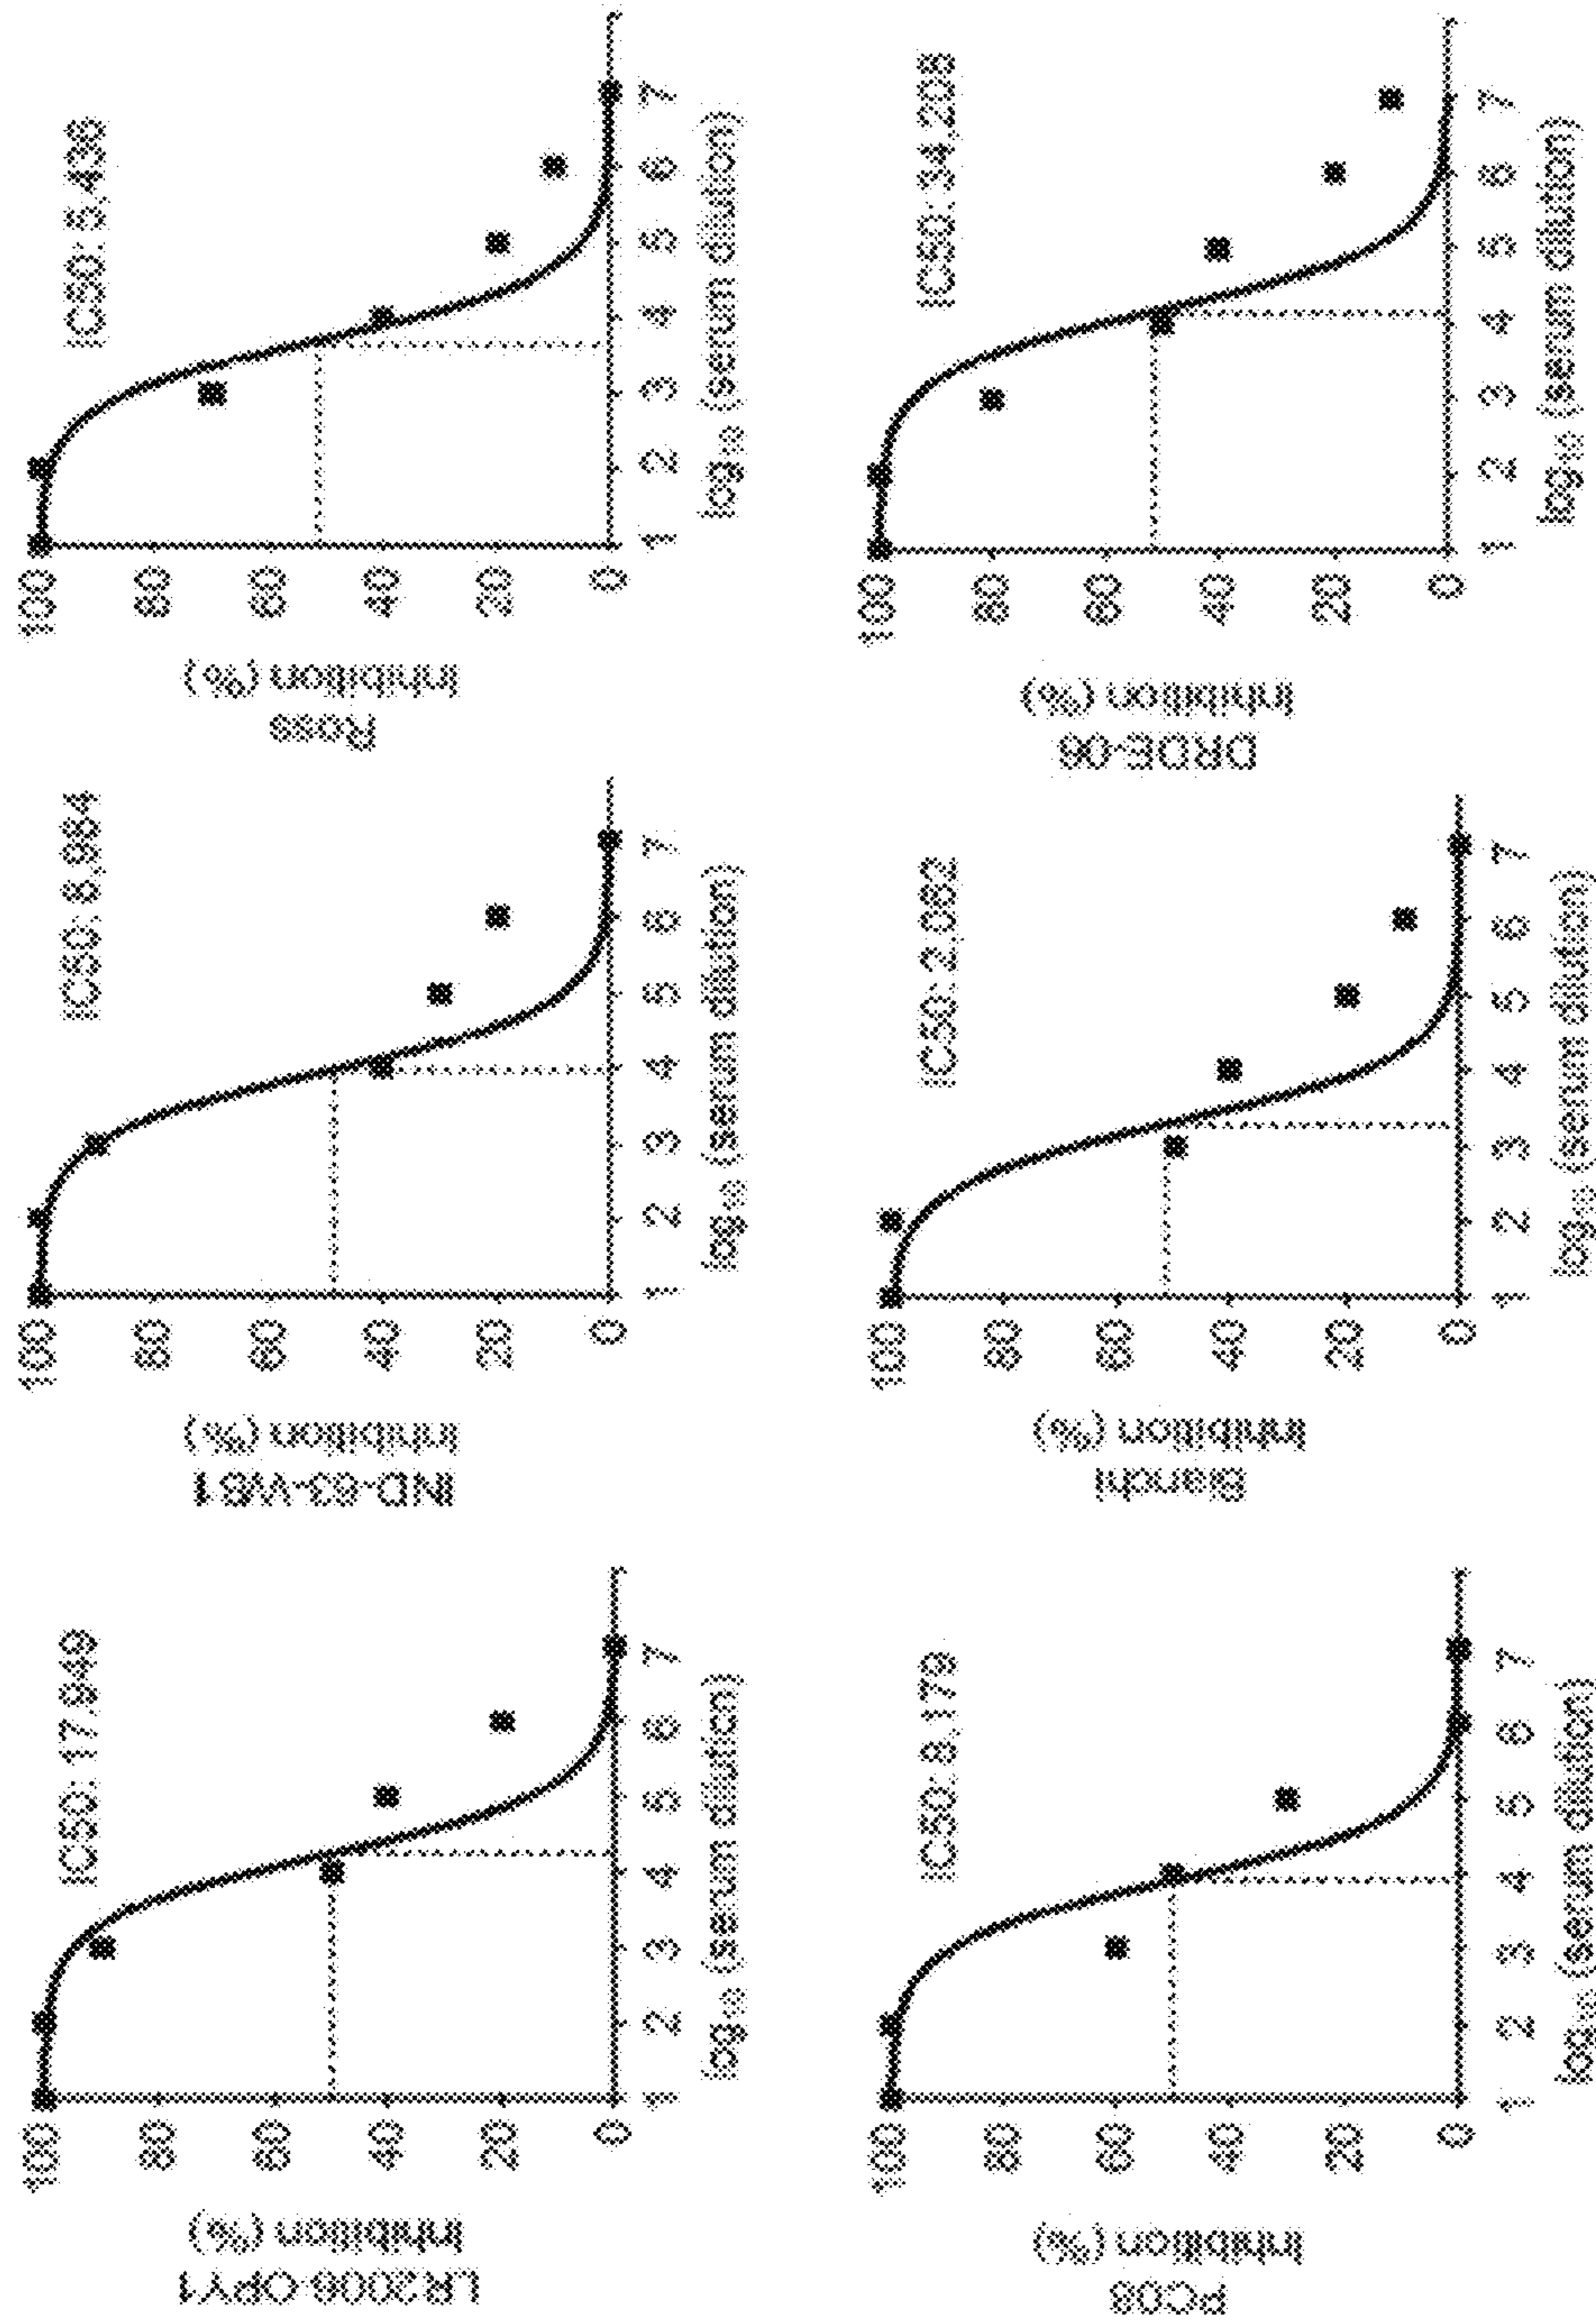 LR2006-OPY1
Inhibition (%)
100
80
60
40
20
0
IC50: 17,949
1 2 3 4 5 6 7
log₁₀ (serum dilution)
IND-63-WB1
Inhibition (%)
100
80
60
40
20
0
IC50: 8,984
1 2 3 4 5 6 7
log₁₀ (serum dilution)
Ross
Inhibition (%)
100
80
60
40
20
0
IC50: 5,436
1 2 3 4 5 6 7
log₁₀ (serum dilution)
PC08
Inhibition (%)
100
80
60
40
20
0
IC50: 8,179
1 2 3 4 5 6 7
log₁₀ (serum dilution)
Bianchi
Inhibition (%)
100
80
60
40
20
0
IC50:
1 2 3 4 5 6 7
log₁₀ (serum dilution)
DRDE-06
Inhibition (%)
100
80
60
40
20
0
IC50: 34,208
1 2 3 4 5 6 7
log₁₀ (serum dilution)